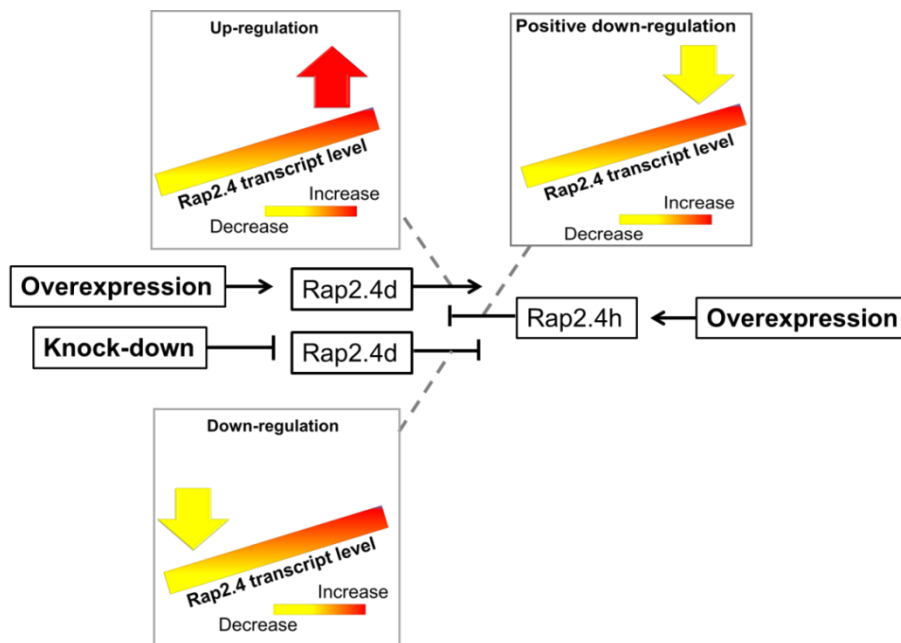 Up-regulation
Rap2.4 transcript level
Increase
Decrease
Positive down-regulation
Rap2.4 transcript level
Increase
Decrease
Overexpression
Rap2.4d
Rap2.4h
Overexpression
Knock-down
Rap2.4d
Down-regulation
Rap2.4 transcript level
Increase
Decrease